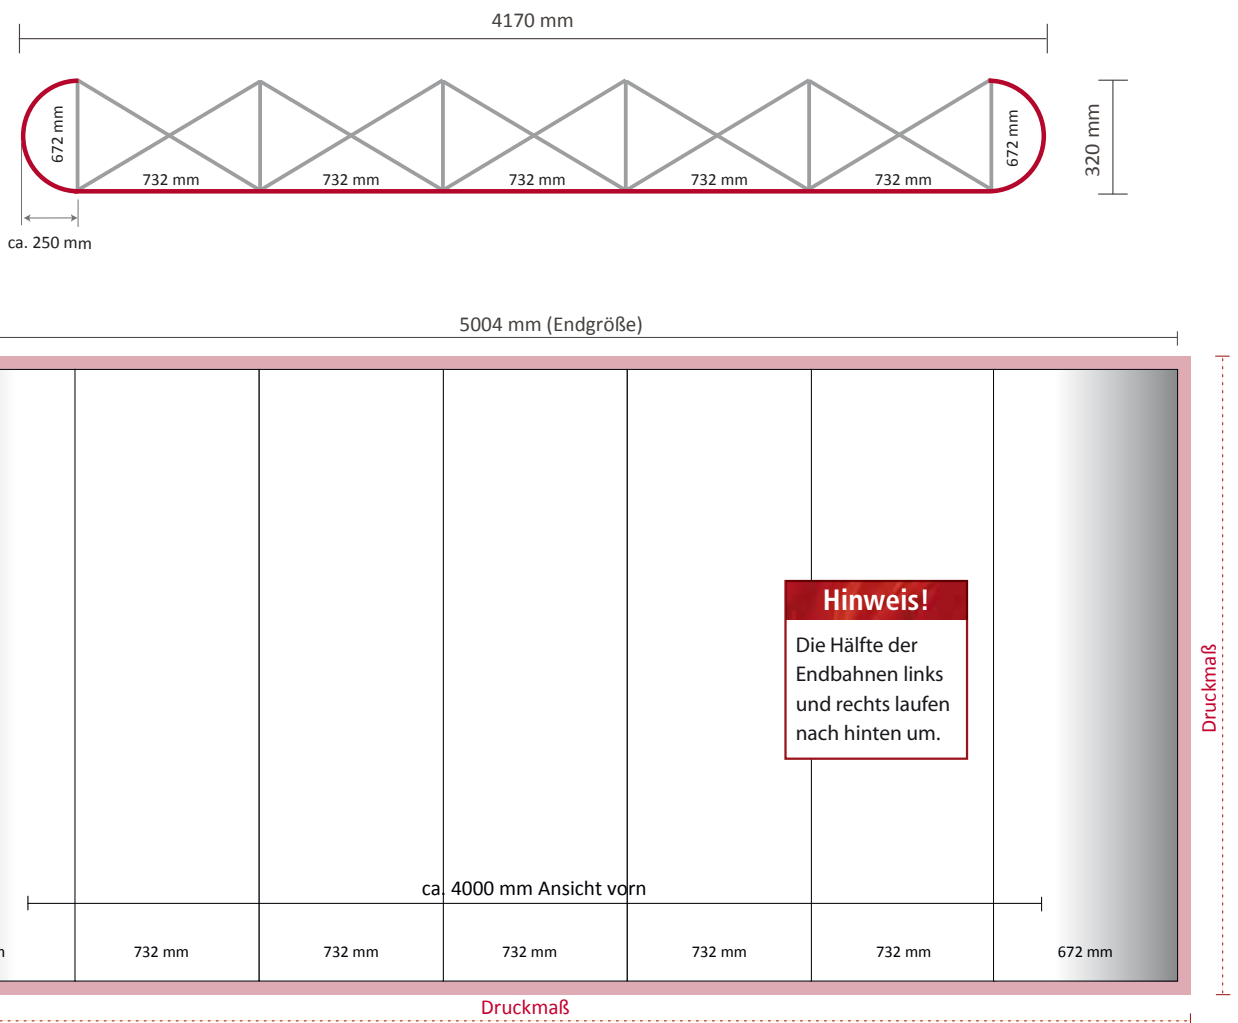 4170 mm
672 mm
732 mm
732 mm
732 mm
732 mm
732 mm
672 mm
320 mm
ca. 250 mm
5004 mm (Endgröße)
Hinweis!
Die Hälfte der
Endbahnen links
und rechts laufen
nach hinten um.
Druckmaß
ca. 4000 mm Ansicht vorn
732 mm
732 mm
732 mm
732 mm
732 mm
672 mm
Druckmaß